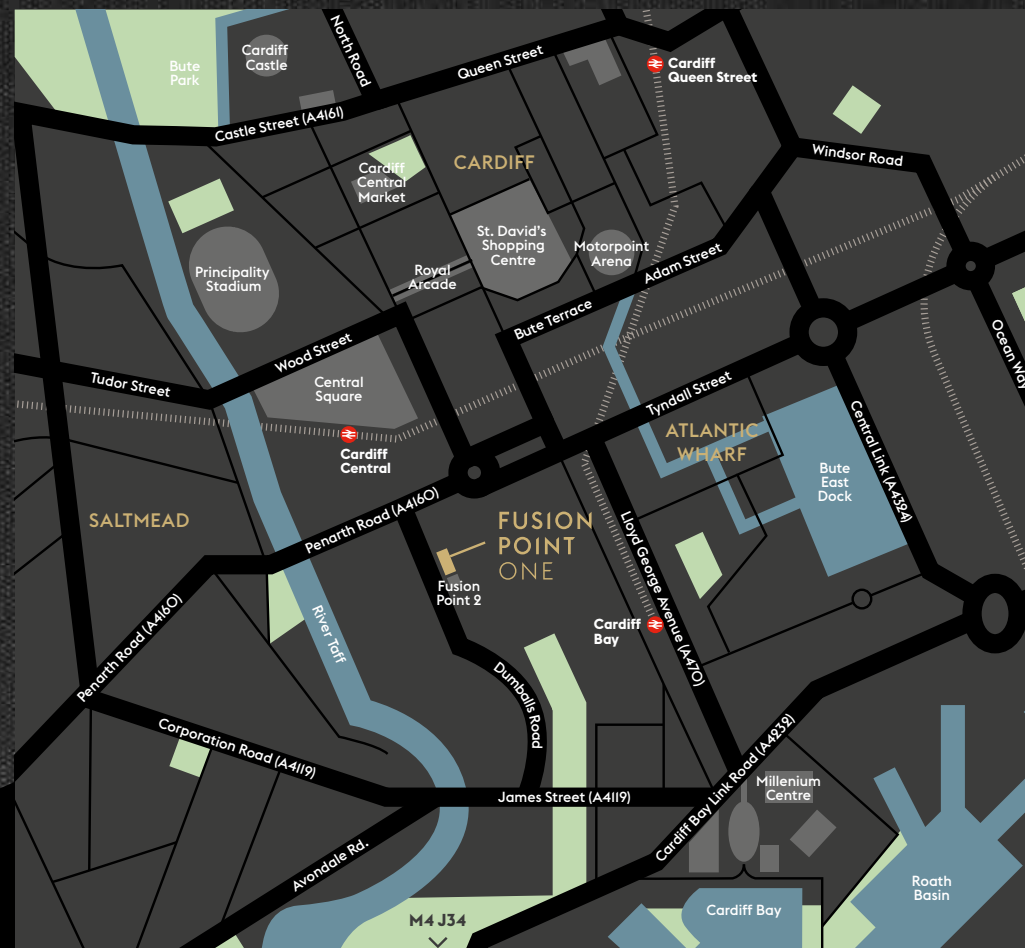 Bute
Park
Cardiff
Castle
North Road
Queen Street
Cardiff
Queen Street
Castle Street (A4161)
Windsor Road
CARDIFF
Cardiff
Central
Market
St. David's
Shopping
Centre
Motorpoint
Arena
Principality
Stadium
Royal
Arcade
Adam Street
Bute Terrace
Ocean Way
Wood Street
Tudor Street
Central
Square
Tyndall Street
Cardiff
Central
ATLANTIC
WHARF
Bute
East
Dock
Central Link (A4324)
SALTMEAD
Penarth Road (A4160)
FUSION
POINT
ONE
Fusion
Point 2
Lloyd George Avenue (A470)
Cardiff
Bay
River Taff
Penarth Road (A4160)
Dumballs Road
Corporation Road (A4119)
James Street (A4119)
Cardiff Bay Link Road (A4232)
Millenium
Centre
Avondale Rd.
Roath
Basin
Cardiff Bay
M4 J34